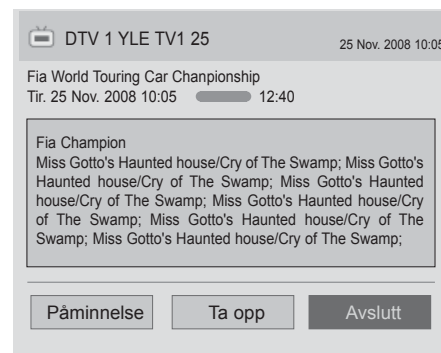 DTV 1 YLE TV1 25
25 Nov. 2008 10:05
Fia World Touring Car Chanpionship
Tir. 25 Nov. 2008 10:05 12:40
Fia Champion
Miss Gotto's Haunted house/Cry of The Swamp; Miss Gotto's
Haunted house/Cry of The Swamp; Miss Gotto's Haunted
house/Cry of The Swamp; Miss Gotto's Haunted house/Cry
of The Swamp; Miss Gotto's Haunted house/Cry of The
Swamp; Miss Gotto's Haunted house/Cry of The Swamp;
Påminnelse Ta opp Avslutt